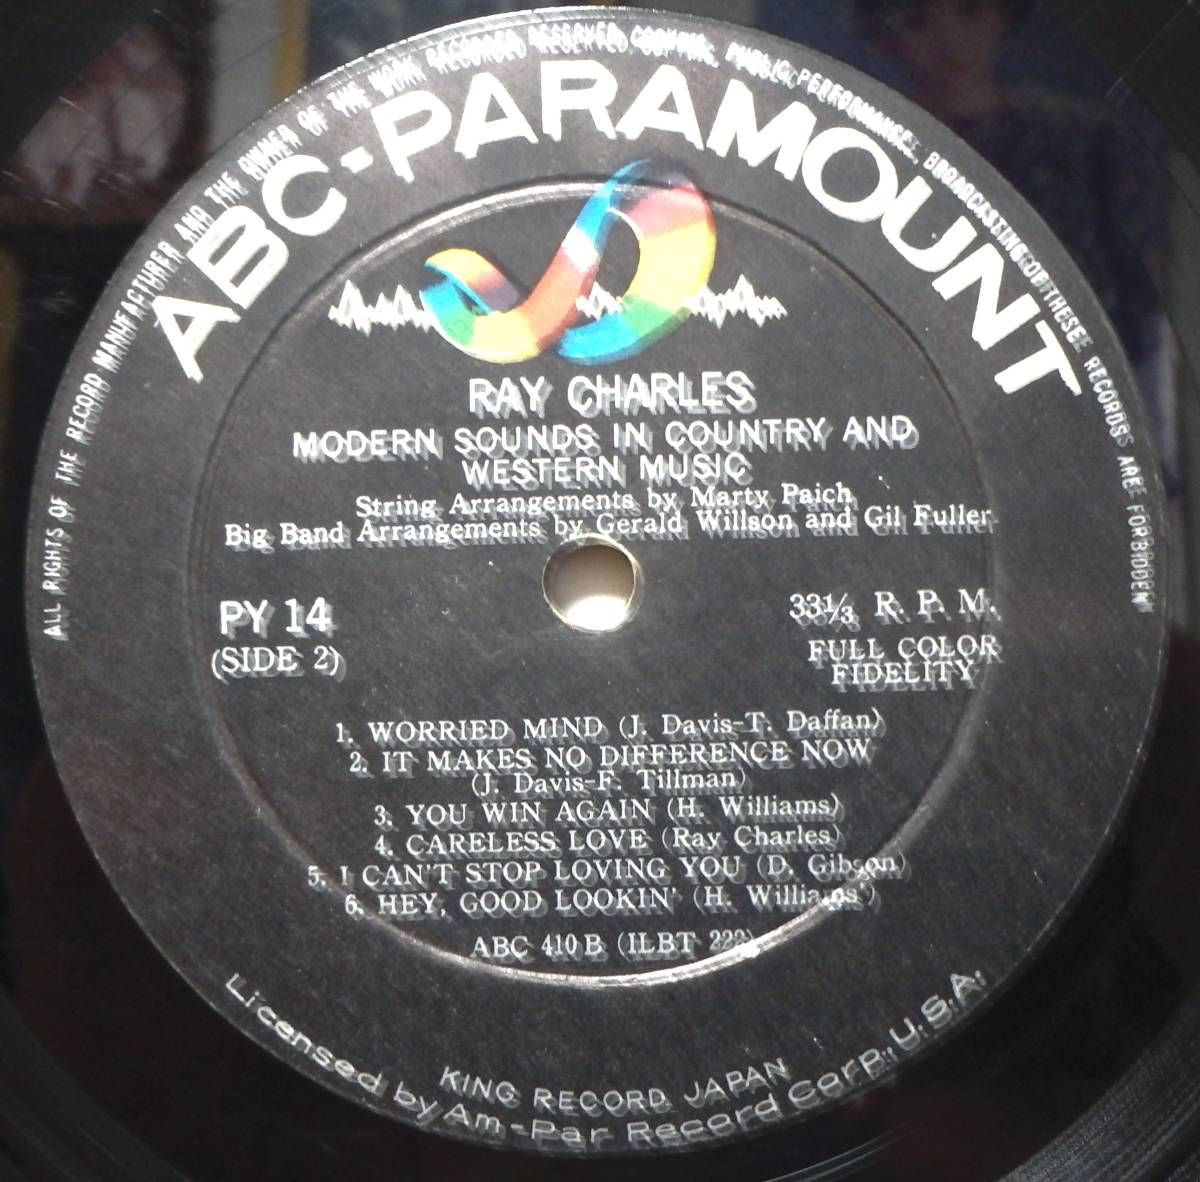 ALL RIGHTS OF THE RECORD MANUFACTURER AND THE OWNER OF THE WORK RECORDED RESERVED COPYING, PUBLIC PERFORMANCE, BROADCASTING OF THESE RECORDS ARE FORBIDDEN
ABC-PARAMOUNT
RAY CHARLES
MODERN SOUNDS IN COUNTRY AND
WESTERN MUSIC
String Arrangements by Marty Paich
Big Band Arrangements by Gerald Willson and Gil Fuller
PY 14
(SIDE 2)
33⅓ R. P. M.
FULL COLOR
FIDELITY
1. WORRIED MIND (J. Davis-T. Daffan)
2. IT MAKES NO DIFFERENCE NOW
(J. Davis-F. Tillman)
3. YOU WIN AGAIN (H. Williams)
4. CARELESS LOVE (Ray Charles)
5. I CAN'T STOP LOVING YOU (D. Gibson)
6. HEY, GOOD LOOKIN' (H. Williams)
ABC 410 B (ILBT 222)
KING RECORD JAPAN
Licensed by Am-Par Record Corp., U.S.A.